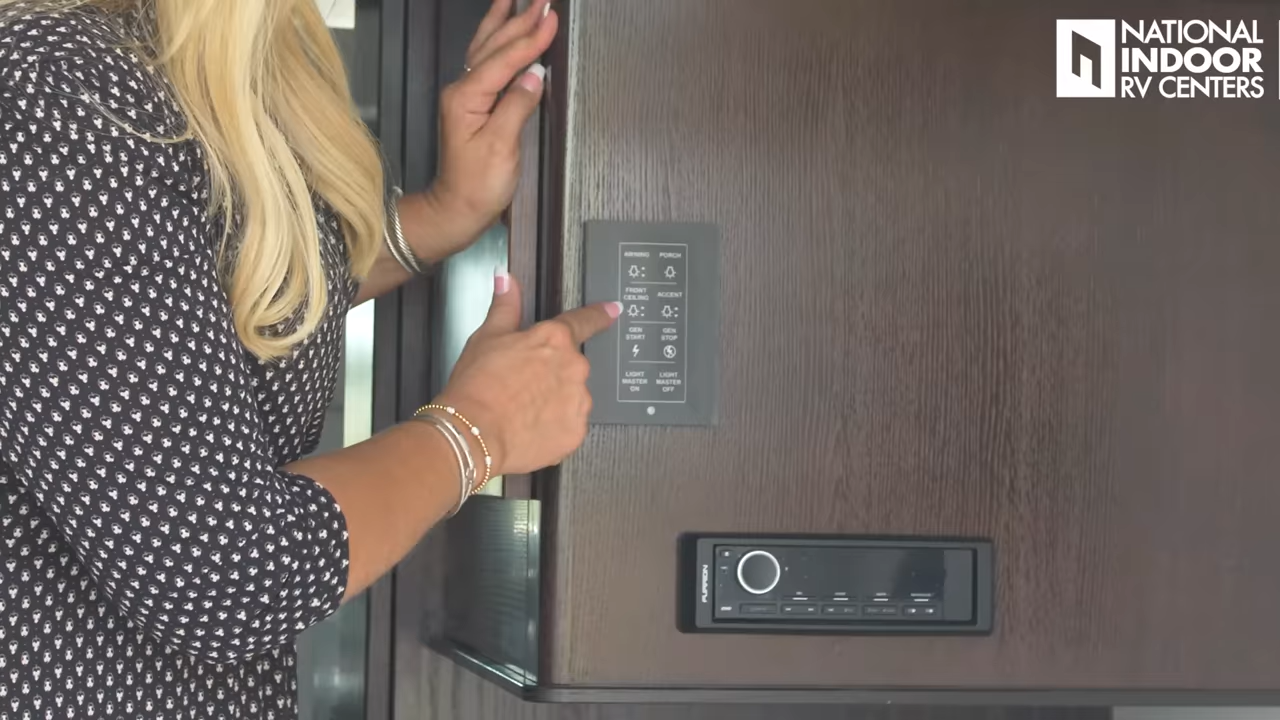 NATIONAL
INDOOR
RV CENTERS
AWNING PORCH
FRONT
CEILING ACCENT
GEN
START GEN
STOP
LIGHT
MASTER
ON LIGHT
MASTER
OFF
FURRION